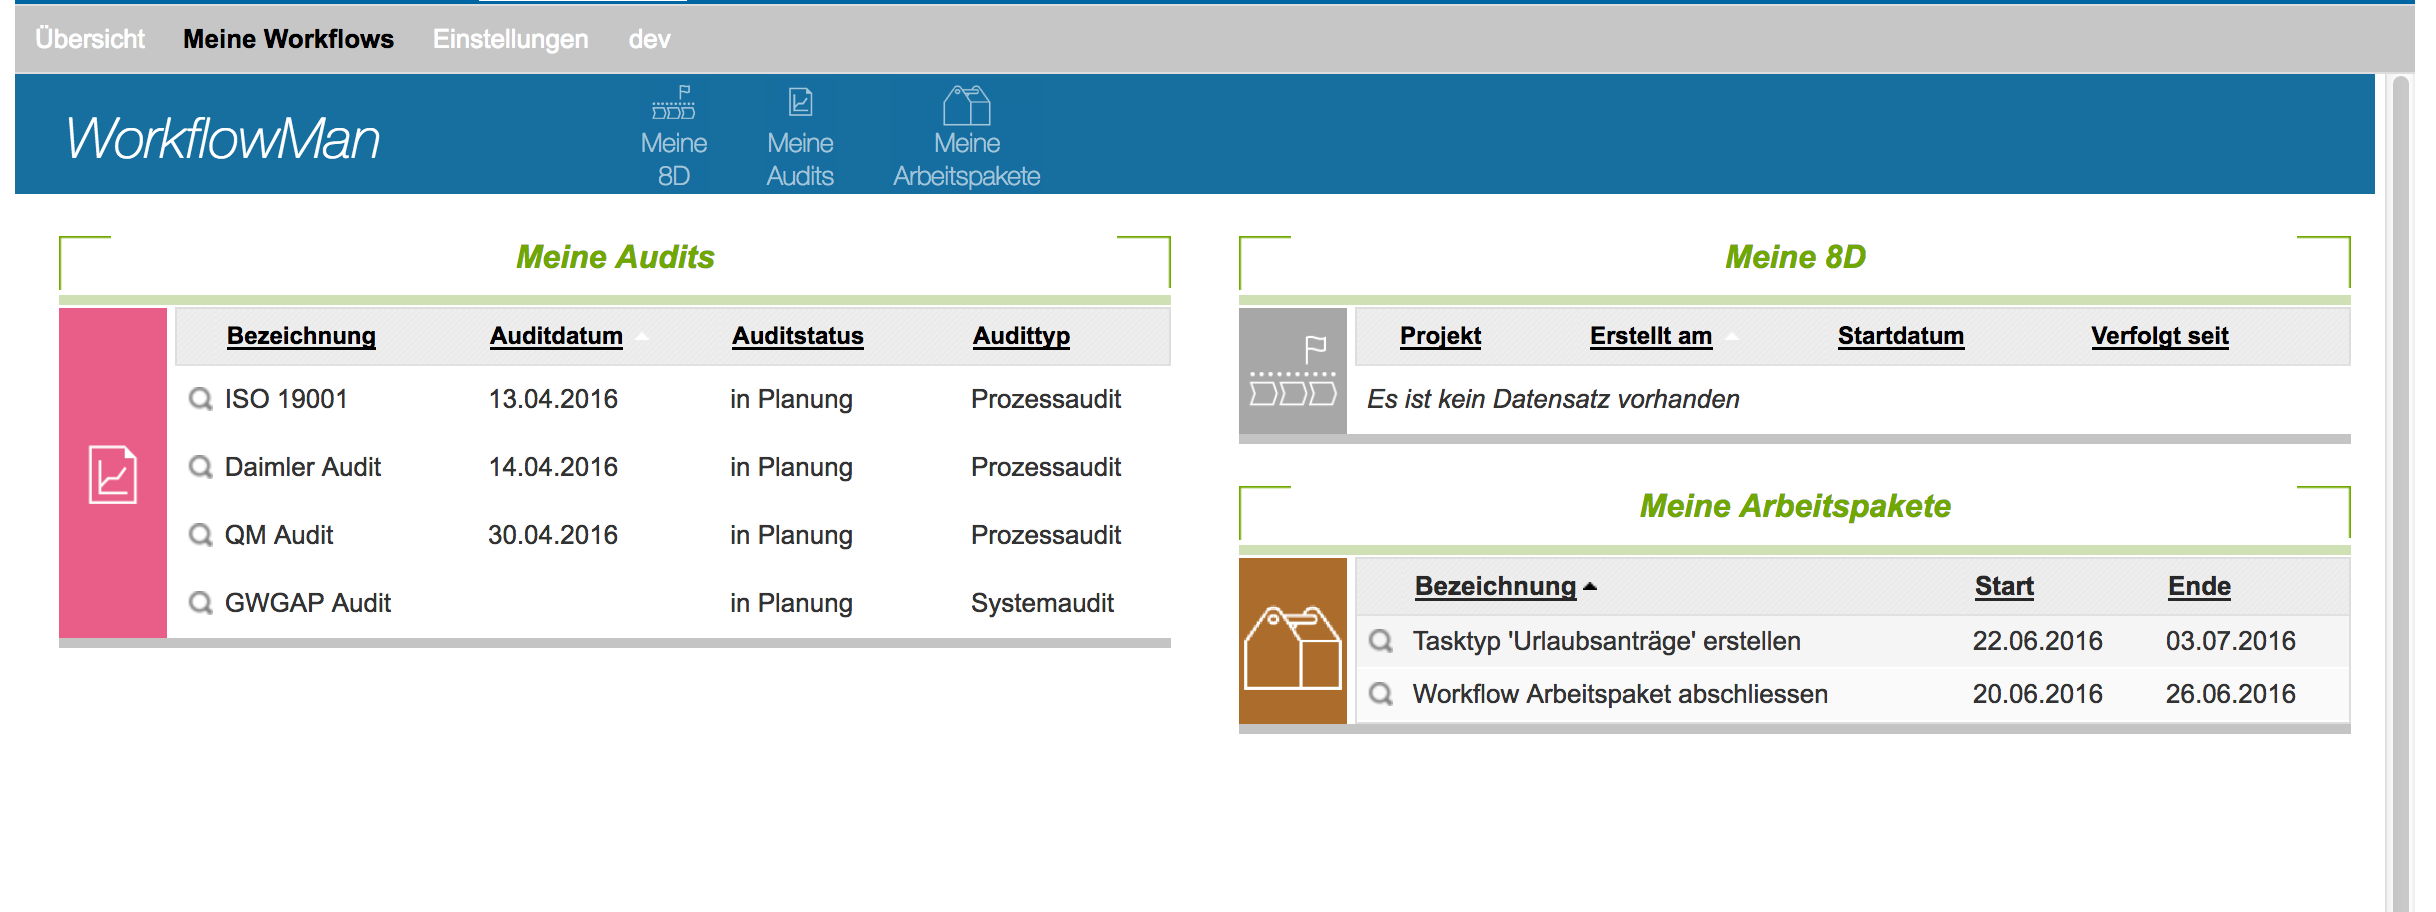 Übersicht Meine Workflows Einstellungen dev
WorkflowMan
Meine 8D
Meine Audits
Meine Arbeitspakete
Meine Audits
Bezeichnung Auditdatum Auditstatus Audittyp
ISO 19001 13.04.2016 in Planung Prozessaudit
Daimler Audit 14.04.2016 in Planung Prozessaudit
QM Audit 30.04.2016 in Planung Prozessaudit
GWGAP Audit in Planung Systemaudit
Meine 8D
Projekt Erstellt am Startdatum Verfolgt seit
Es ist kein Datensatz vorhanden
Meine Arbeitspakete
Bezeichnung Start Ende
Tasktyp 'Urlaubsanträge' erstellen 22.06.2016 03.07.2016
Workflow Arbeitspaket abschliessen 20.06.2016 26.06.2016